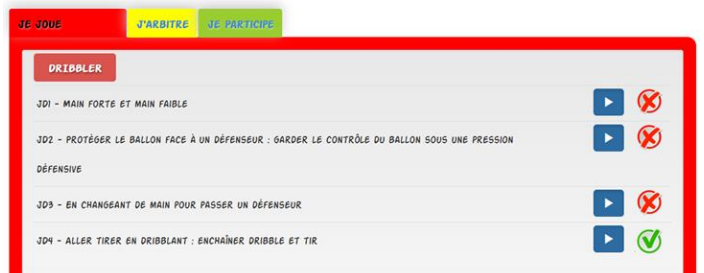 JE JOUE J'ARBITRE JE PARTICIPE
DRIBBLER
JD1 - MAIN FORTE ET MAIN FAIBLE
JD2 - PROTÉGER LE BALLON FACE À UN DÉFENSEUR : GARDER LE CONTRÔLE DU BALLON SOUS UNE PRESSION
DÉFENSIVE
JD3 - EN CHANGEANT DE MAIN POUR PASSER UN DÉFENSEUR
JD4 - ALLER TIRER EN DRIBBLANT : ENCHAÎNER DRIBBLE ET TIR